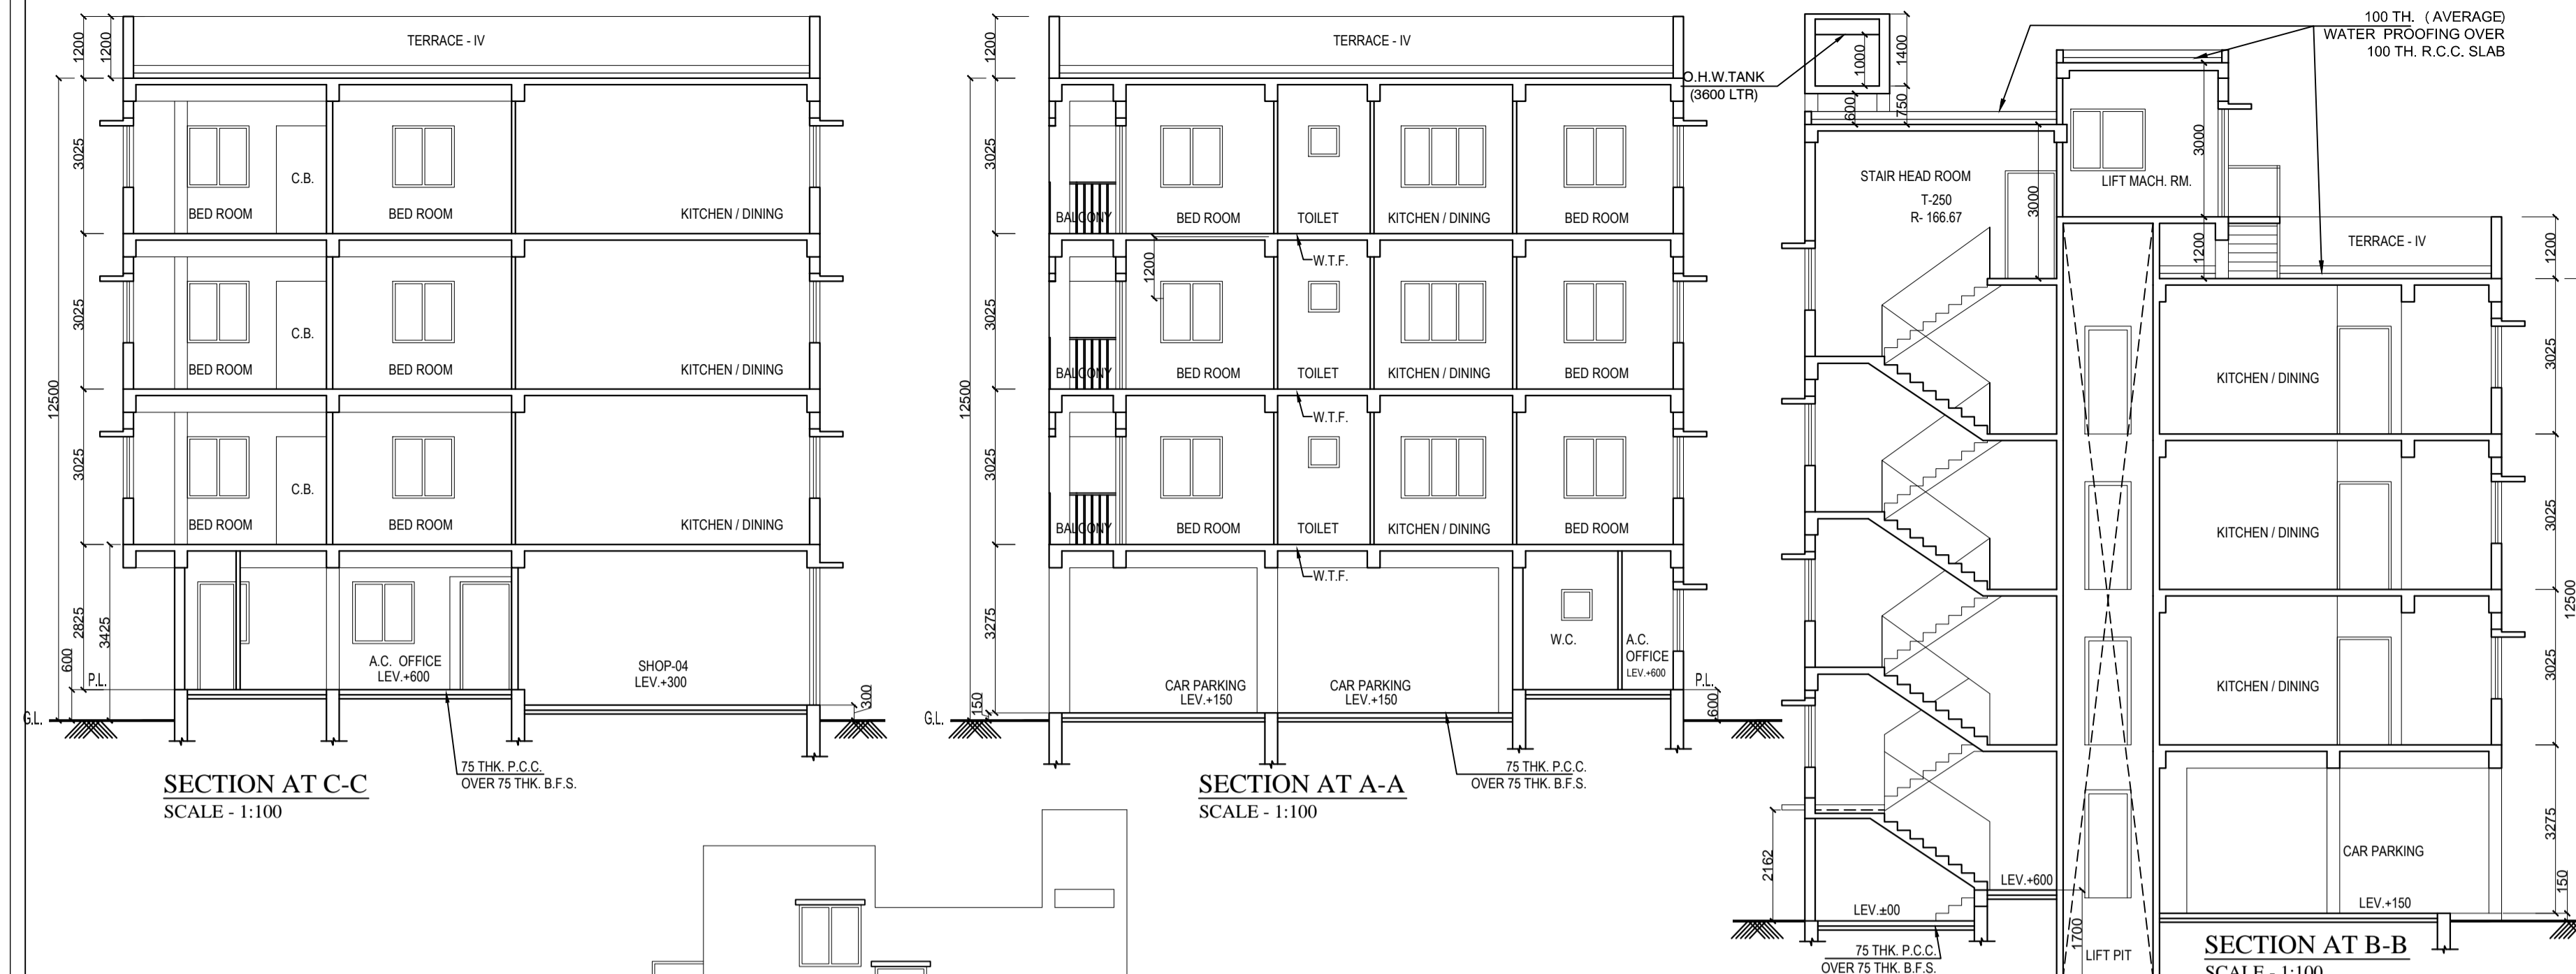 1200
1200
TERRACE - IV
3025
C.B.
BED ROOM
BED ROOM
KITCHEN / DINING
3025
C.B.
BED ROOM
BED ROOM
KITCHEN / DINING
12500
3025
C.B.
BED ROOM
BED ROOM
KITCHEN / DINING
2825
3425
600
P.L.
G.L.
A.C. OFFICE
LEV.+600
SHOP-04
LEV.+300
300
75 THK. P.C.C.
OVER 75 THK. B.F.S.
SECTION AT C-C
SCALE - 1:100
1200
TERRACE - IV
3025
BALCONY
BED ROOM
TOILET
KITCHEN / DINING
BED ROOM
W.T.F.
1200
3025
BALCONY
BED ROOM
TOILET
KITCHEN / DINING
BED ROOM
W.T.F.
12500
3025
BALCONY
BED ROOM
TOILET
KITCHEN / DINING
BED ROOM
W.T.F.
3275
150
G.L.
CAR PARKING
LEV.+150
CAR PARKING
LEV.+150
W.C.
A.C.
OFFICE
LEV.+600
P.L.
600
75 THK. P.C.C.
OVER 75 THK. B.F.S.
SECTION AT A-A
SCALE - 1:100
100 TH. ( AVERAGE)
WATER PROOFING OVER
100 TH. R.C.C. SLAB
O.H.W.TANK
(3600 LTR)
1000
1400
600
750
STAIR HEAD ROOM
T-250
R- 166.67
3000
3000
LIFT MACH. RM.
1200
TERRACE - IV
1200
KITCHEN / DINING
3025
KITCHEN / DINING
3025
KITCHEN / DINING
3025
12500
CAR PARKING
3275
LEV.+150
150
2162
LEV.±00
LEV.+600
1700
LIFT PIT
75 THK. P.C.C.
OVER 75 THK. B.F.S.
SECTION AT B-B
SCALE - 1:100